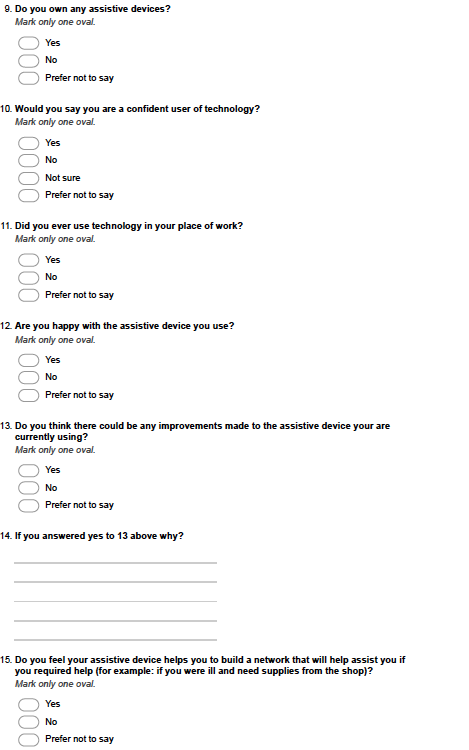 9. Do you own any assistive devices?
Mark only one oval.
Yes
No
Prefer not to say
10. Would you say you are a confident user of technology?
Mark only one oval.
Yes
No
Not sure
Prefer not to say
11. Did you ever use technology in your place of work?
Mark only one oval.
Yes
No
Prefer not to say
12. Are you happy with the assistive device you use?
Mark only one oval.
Yes
No
Prefer not to say
13. Do you think there could be any improvements made to the assistive device your are
currently using?
Mark only one oval.
Yes
No
Prefer not to say
14. If you answered yes to 13 above why?
15. Do you feel your assistive device helps you to build a network that will help assist you if
you required help (for example: if you were ill and need supplies from the shop)?
Mark only one oval.
Yes
No
Prefer not to say